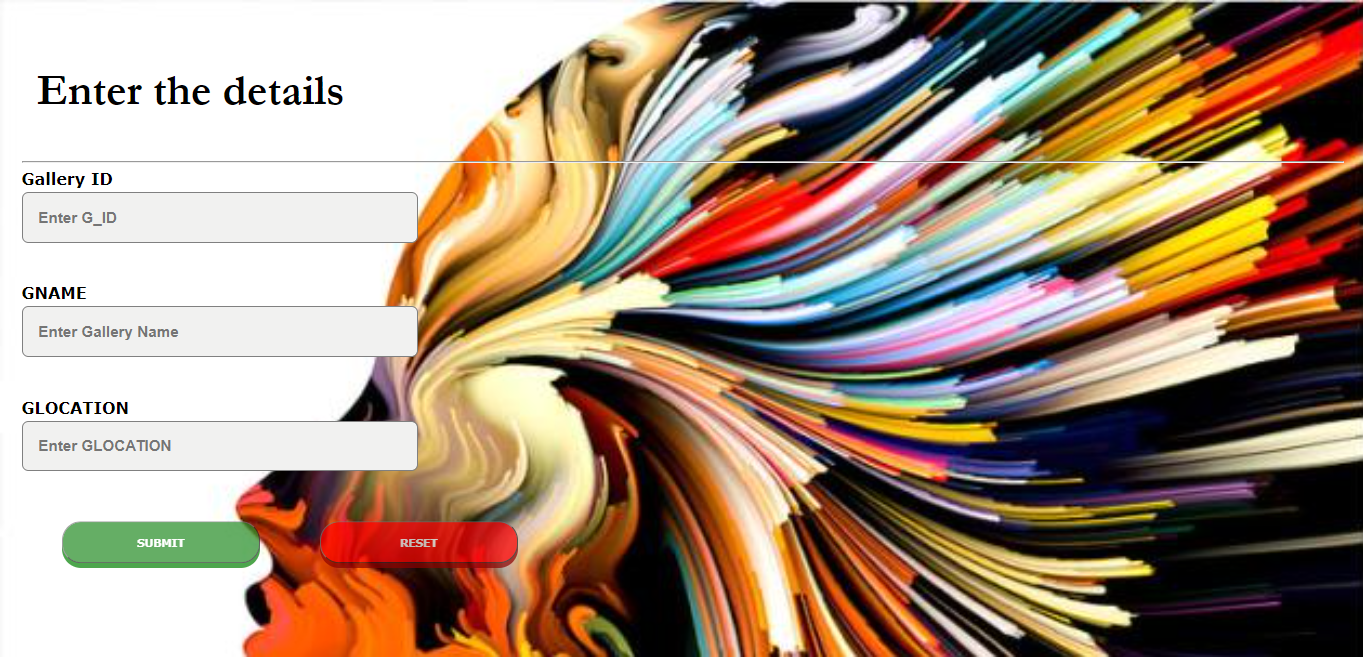 Enter the details
Gallery ID
Enter G_ID
GNAME
Enter Gallery Name
GLOCATION
Enter GLOCATION
SUBMIT RESET